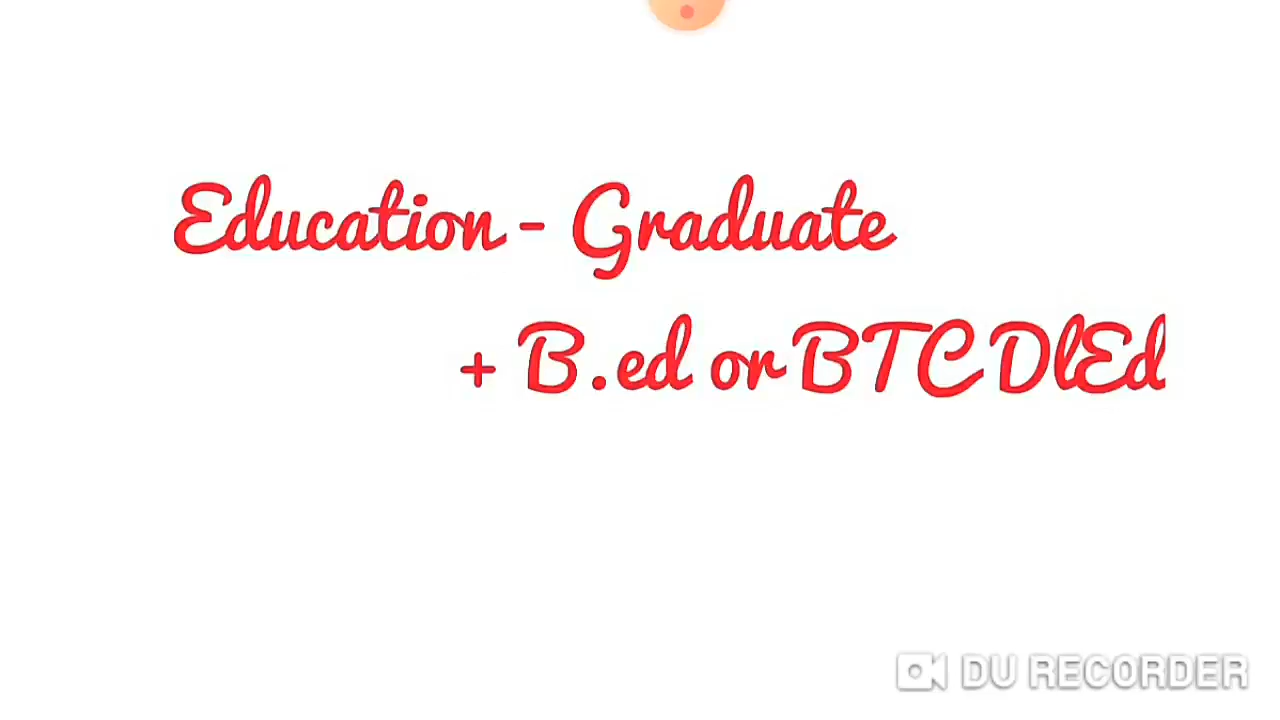 Education - Graduate
+ B.ed or BTC DlEd
DU RECORDER